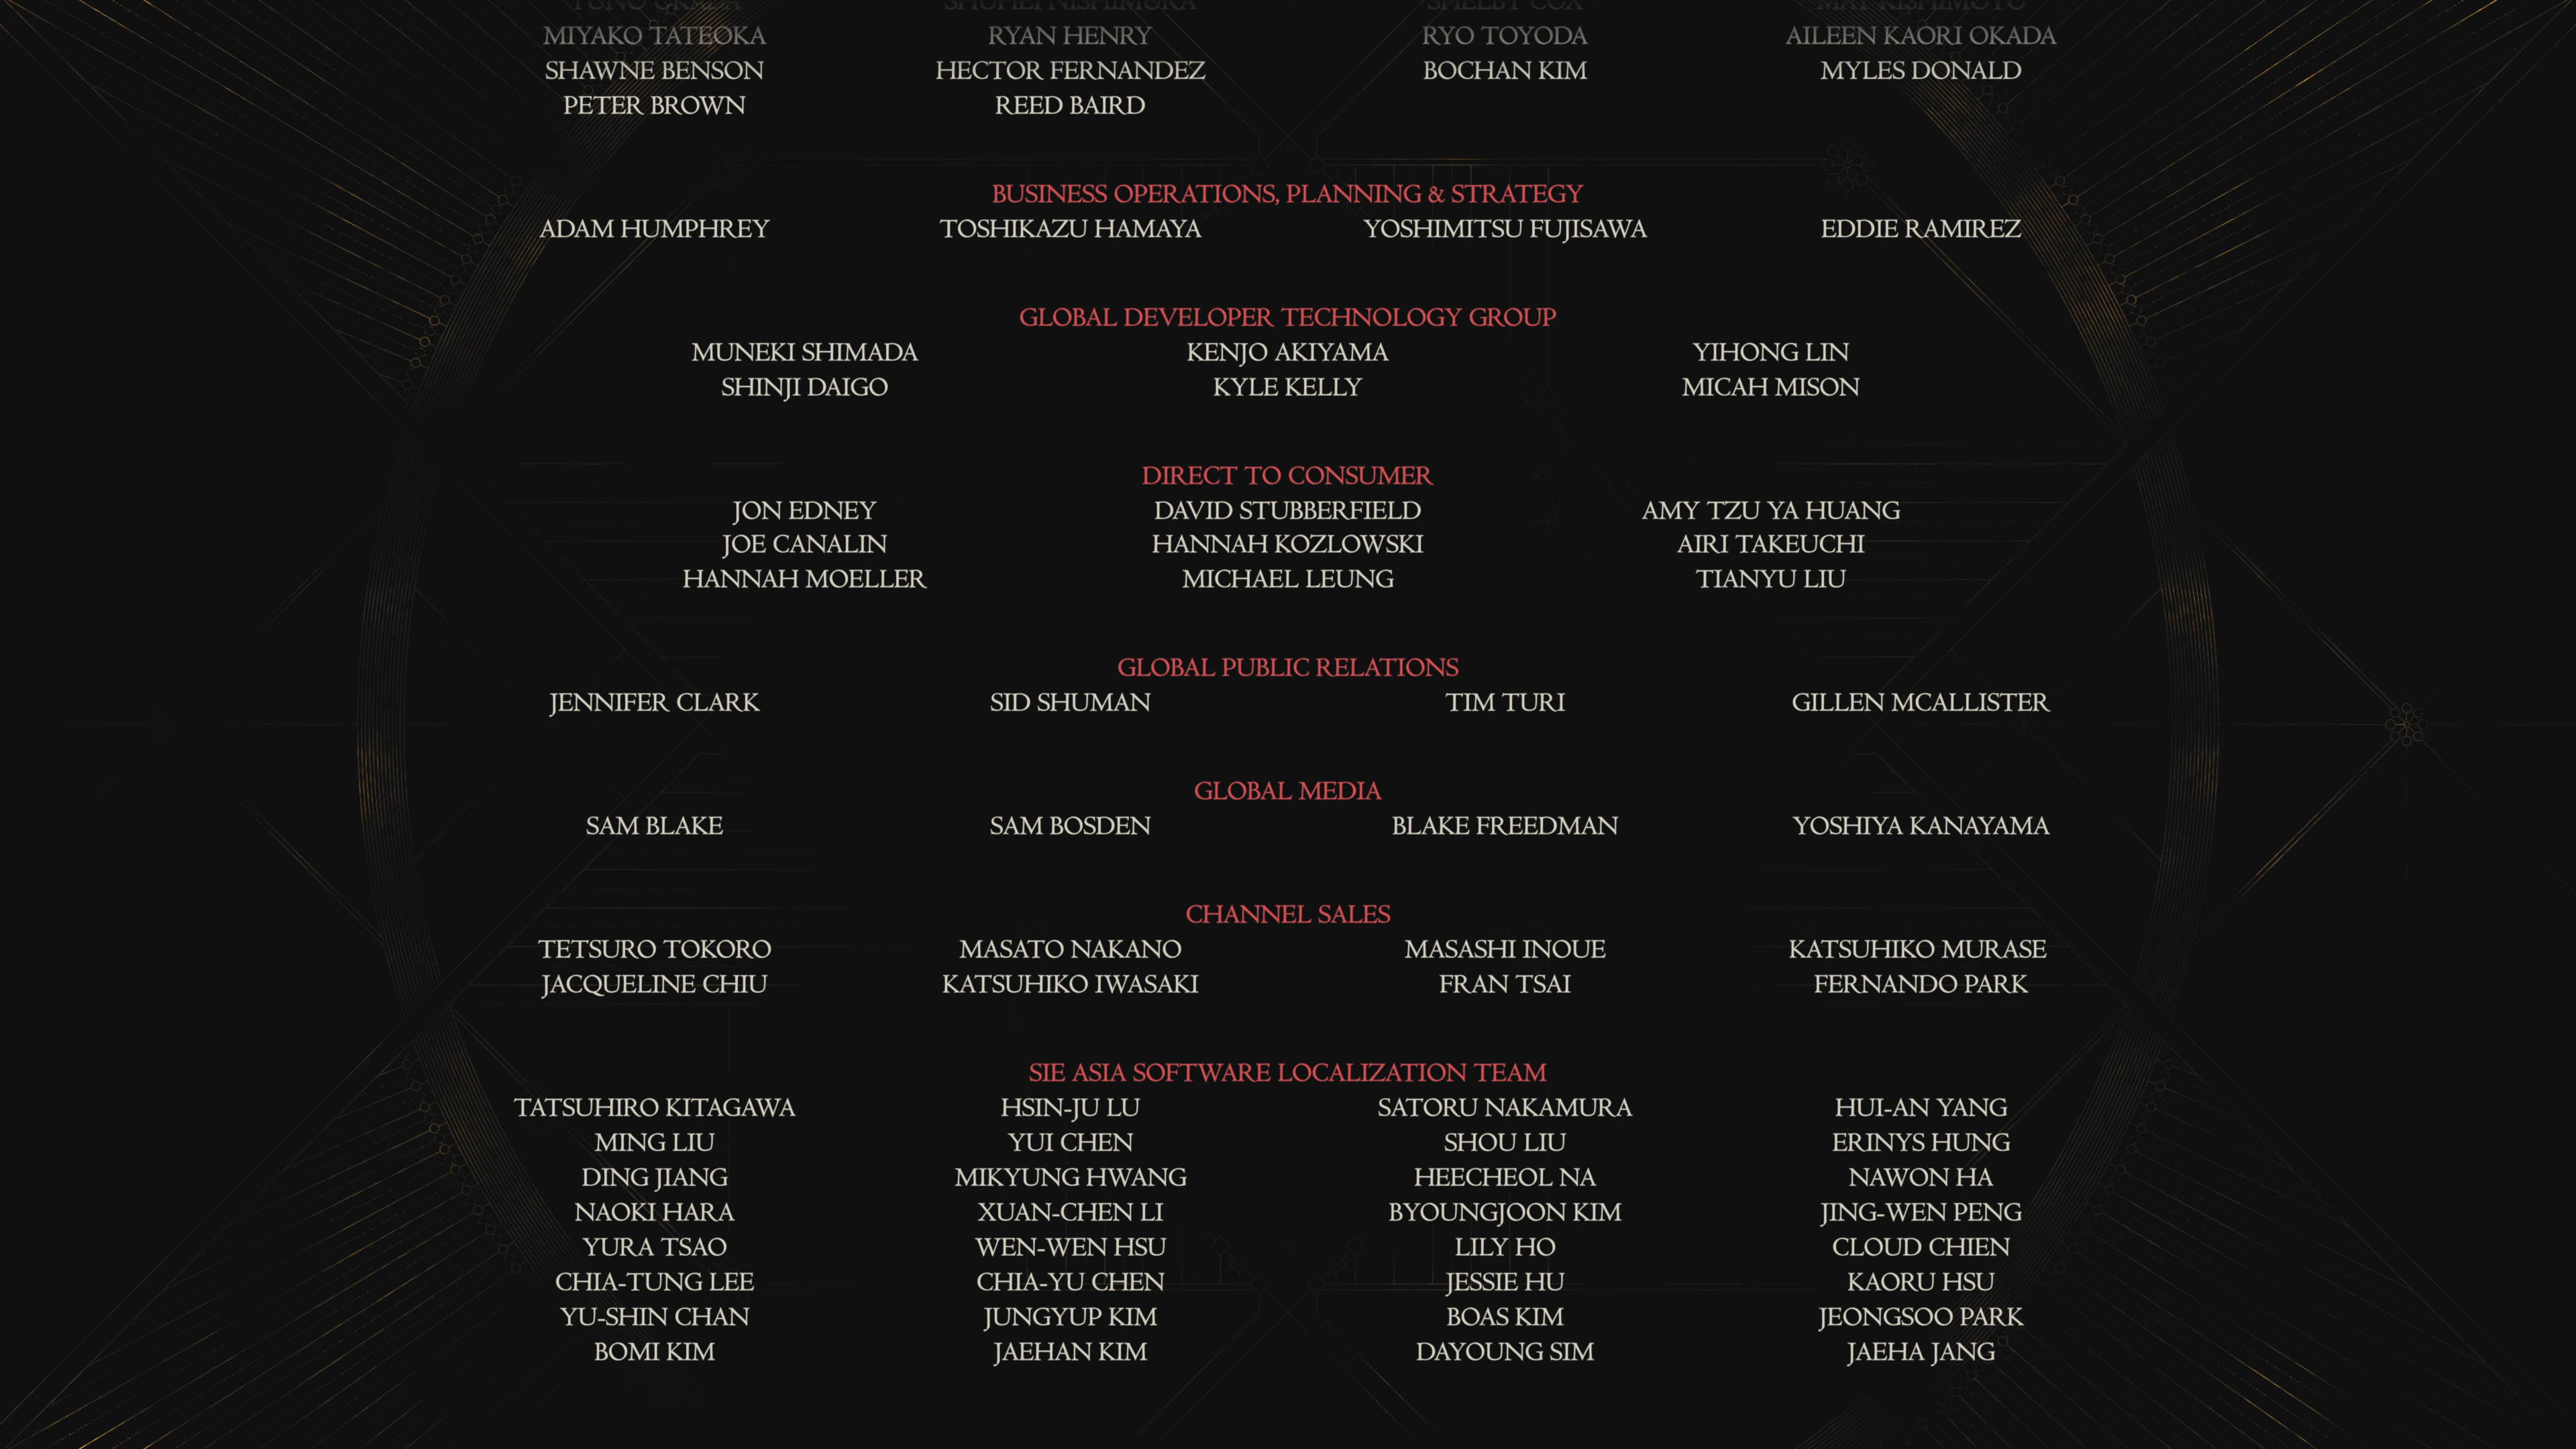 MIYAKO TATEOKA RYAN HENRY RYO TOYODA AILEEN KAORI OKADA
SHAWNE BENSON HECTOR FERNANDEZ BOCHAN KIM MYLES DONALD
PETER BROWN REED BAIRD
BUSINESS OPERATIONS, PLANNING & STRATEGY
ADAM HUMPHREY TOSHIKAZU HAMAYA YOSHIMITSU FUJISAWA EDDIE RAMIREZ
GLOBAL DEVELOPER TECHNOLOGY GROUP
MUNEKI SHIMADA KENJO AKIYAMA YIHONG LIN
SHINJI DAIGO KYLE KELLY MICAH MISON
DIRECT TO CONSUMER
JON EDNEY DAVID STUBBERFIELD AMY TZU YA HUANG
JOE CANALIN HANNAH KOZLOWSKI AIRI TAKEUCHI
HANNAH MOELLER MICHAEL LEUNG TIANYU LIU
GLOBAL PUBLIC RELATIONS
JENNIFER CLARK SID SHUMAN TIM TURI GILLEN MCALLISTER
GLOBAL MEDIA
SAM BLAKE SAM BOSDEN BLAKE FREEDMAN YOSHIYA KANAYAMA
CHANNEL SALES
TETSURO TOKORO MASATO NAKANO MASASHI INOUE KATSUHIKO MURASE
JACQUELINE CHIU KATSUHIKO IWASAKI FRAN TSAI FERNANDO PARK
SIE ASIA SOFTWARE LOCALIZATION TEAM
TATSUHIRO KITAGAWA HSIN-JU LU SATORU NAKAMURA HUI-AN YANG
MING LIU YUI CHEN SHOU LIU ERINYS HUNG
DING JIANG MIKYUNG HWANG HEECHEOL NA NAWON HA
NAOKI HARA XUAN-CHEN LI BYOUNGJOON KIM JING-WEN PENG
YURA TSAO WEN-WEN HSU LILY HO CLOUD CHIEN
CHIA-TUNG LEE CHIA-YU CHEN JESSIE HU KAORU HSU
YU-SHIN CHAN JUNGYUP KIM BOAS KIM JEONGSOO PARK
BOMI KIM JAEHAN KIM DAYOUNG SIM JAEHA JANG